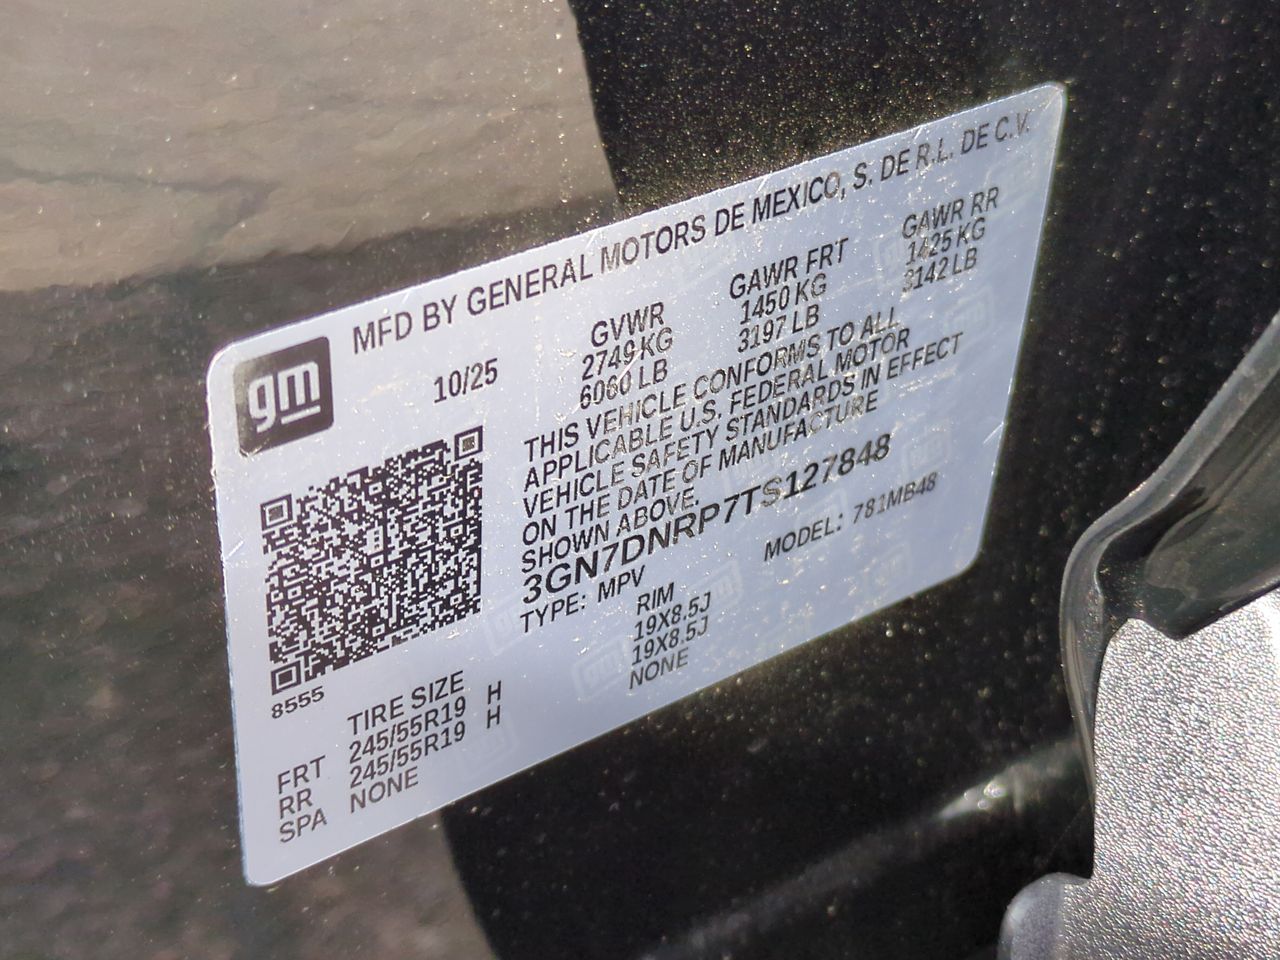 MFD BY GENERAL MOTORS DE MEXICO, S. DE R.L. DE C.V.
gm
10/25
GVWR GAWR FRT GAWR RR
2749 KG 1450 KG 1425 KG
6060 LB 3197 LB 3142 LB
THIS VEHICLE CONFORMS TO ALL
APPLICABLE U.S. FEDERAL MOTOR
VEHICLE SAFETY STANDARDS IN EFFECT
ON THE DATE OF MANUFACTURE
SHOWN ABOVE.
3GN7DNRP7TS127848
TYPE: MPV MODEL: 781MB48
8555
TIRE SIZE RIM
FRT 245/55R19 H 19X8.5J
RR 245/55R19 H 19X8.5J
SPA NONE NONE